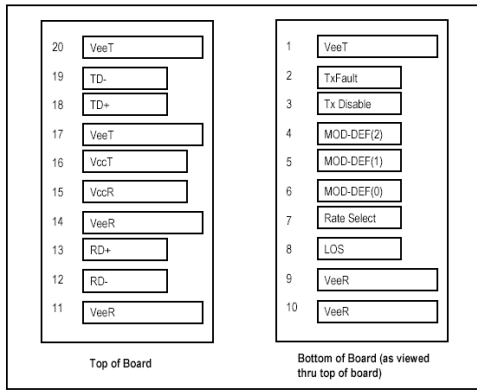 20 VeeT
19 TD-
18 TD+
17 VeeT
16 VccT
15 VccR
14 VeeR
13 RD+
12 RD-
11 VeeR
Top of Board
1 VeeT
2 TxFault
3 Tx Disable
4 MOD-DEF(2)
5 MOD-DEF(1)
6 MOD-DEF(0)
7 Rate Select
8 LOS
9 VeeR
10 VeeR
Bottom of Board (as viewed
thru top of board)